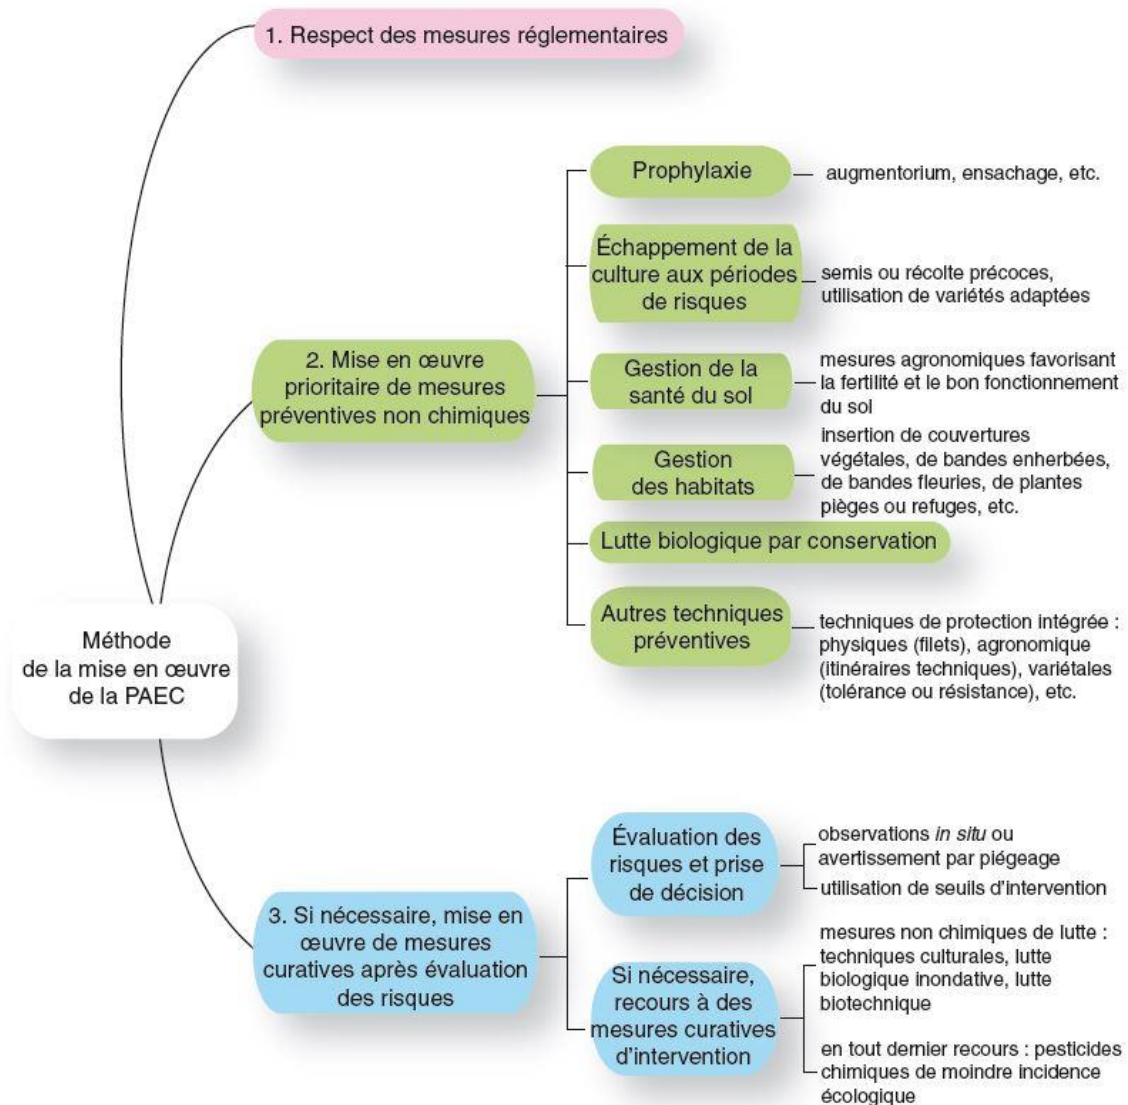 1. Respect des mesures réglementaires
Prophylaxie
augmentorium, ensachage, etc.
Échappement de la
culture aux périodes
de risques
semis ou récolte précoces,
utilisation de variétés adaptées
2. Mise en œuvre
prioritaire de mesures
préventives non chimiques
Gestion de la
santé du sol
mesures agronomiques favorisant
la fertilité et le bon fonctionnement
du sol
Gestion
des habitats
insertion de couvertures
végétales, de bandes enherbées,
de bandes fleuries, de plantes
pièges ou refuges, etc.
Lutte biologique par conservation
Autres techniques
préventives
techniques de protection intégrée :
physiques (filets), agronomique
(itinéraires techniques), variétales
(tolérance ou résistance), etc.
Méthode
de la mise en œuvre
de la PAEC
Évaluation des
risques et prise
de décision
observations in situ ou
avertissement par piégeage
utilisation de seuils d'intervention
3. Si nécessaire, mise en
œuvre de mesures
curatives après évaluation
des risques
Si nécessaire,
recours à des
mesures curatives
d'intervention
mesures non chimiques de lutte :
techniques culturales, lutte
biologique inondative, lutte
biotechnique
en tout dernier recours : pesticides
chimiques de moindre incidence
écologique